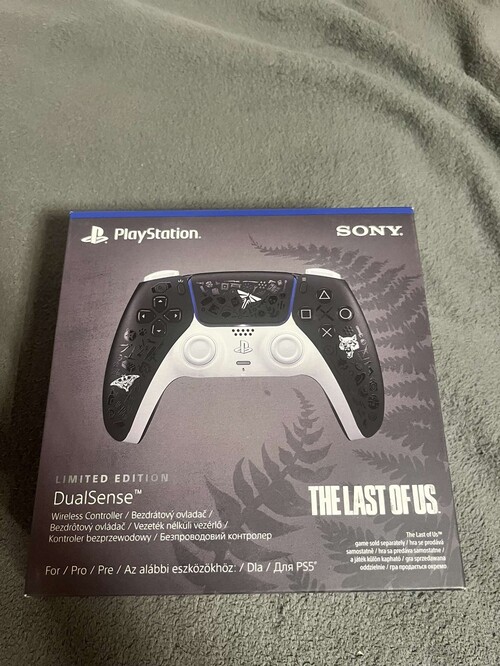 PlayStation.
SONY.
LIMITED EDITION
DualSense™
Wireless Controller / Bezdrátový ovladač /
Bezdrôtový ovládač / Vezeték nélküli vezérlő /
Kontroler bezprzewodowy / Безпроводовий контролер
For / Pro / Pre / Az alábbi eszközökhöz: / Dla / Для PS5®
THE LAST OF US
The Last of Us™
game sold separately / hra se prodává
samostatně / hra sa predáva samostatne /
a játék külön kapható / gra sprzedawana
oddzielnie / гра продається окремо.